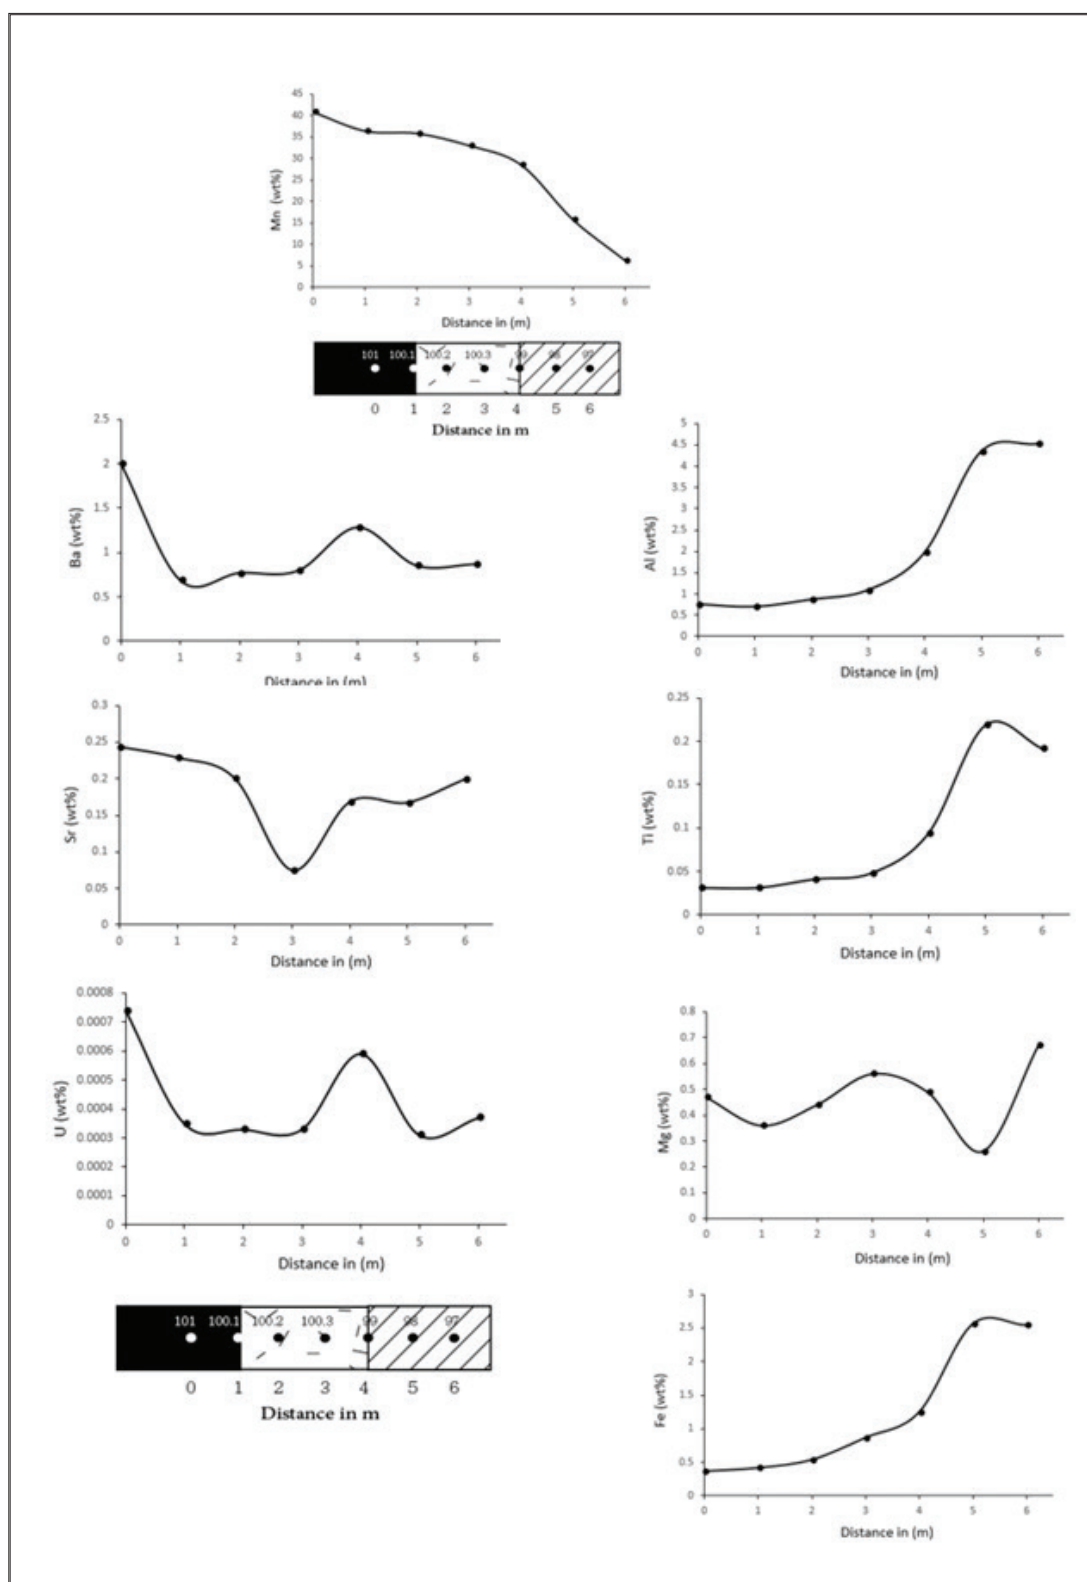 45
40
35
30
25
20
15
10
5
0
Mn (wt%)
0 1 2 3 4 5 6
Distance in (m)
101 100.1 100.2 100.3 99 98 97
0 1 2 3 4 5 6
Distance in m
2.5
2
1.5
1
0.5
0
Ba (wt%)
0 1 2 3 4 5 6
Distance in (m)
5
4.5
4
3.5
3
2.5
2
1.5
1
0.5
0
Al (wt%)
0 1 2 3 4 5 6
Distance in (m)
0.3
0.25
0.2
0.15
0.1
0.05
0
Sr (wt%)
0 1 2 3 4 5 6
Distance in (m)
0.25
0.2
0.15
0.1
0.05
0
Ti (wt%)
0 1 2 3 4 5 6
Distance in (m)
0.0008
0.0007
0.0006
0.0005
0.0004
0.0003
0.0002
0.0001
0
U (wt%)
0 1 2 3 4 5 6
Distance in (m)
0.8
0.7
0.6
0.5
0.4
0.3
0.2
0.1
0
Mg (wt%)
0 1 2 3 4 5 6
Distance in (m)
101 100.1 100.2 100.3 99 98 97
0 1 2 3 4 5 6
Distance in m
3
2.5
2
1.5
1
0.5
0
Fe (wt%)
0 1 2 3 4 5 6
Distance in (m)